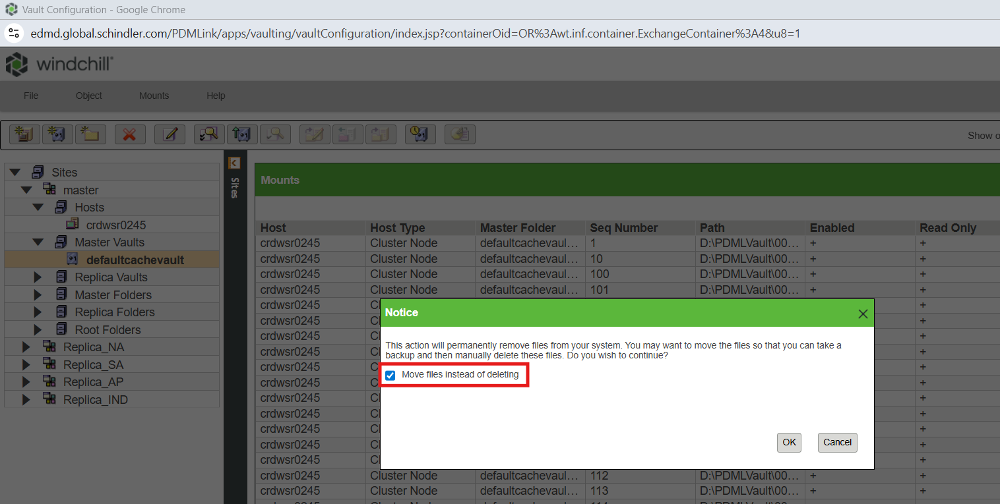 Vault Configuration - Google Chrome
edmd.global.schindler.com/PDMLink/apps/vaulting/vaultConfiguration/index.jsp?containerOid=OR%3Awt.inf.container.ExchangeContainer%3A4&u8=1
windchill®
File Object Mounts Help
Show o
Sites
master
Hosts
crdwsr0245
Master Vaults
defaultcachevault
Replica Vaults
Master Folders
Replica Folders
Root Folders
Replica_NA
Replica_SA
Replica_AP
Replica_IND
Sites
Mounts
Host Host Type Master Folder Seq Number Path Enabled Read Only
crdwsr0245 Cluster Node defaultcachevaul... 1 D:\PDMLVault\00... + +
crdwsr0245 Cluster Node defaultcachevaul... 10 D:\PDMLVault\00... + +
crdwsr0245 Cluster Node defaultcachevaul... 100 D:\PDMLVault\00... + +
crdwsr0245 Cluster Node defaultcachevaul... 101 D:\PDMLVault\00... + +
crdwsr0245 +
crdwsr0245 +
crdwsr0245 +
crdwsr0245 +
crdwsr0245 +
crdwsr0245 +
crdwsr0245 +
crdwsr0245 +
crdwsr0245 +
crdwsr0245 +
crdwsr0245 +
crdwsr0245 Cluster Node defaultcachevaul... 112 D:\PDMLVault\00... + +
crdwsr0245 Cluster Node defaultcachevaul... 113 D:\PDMLVault\00... + +
Notice
This action will permanently remove files from your system. You may want to move the files so that you can take a
backup and then manually delete these files. Do you wish to continue?
Move files instead of deleting
OK Cancel